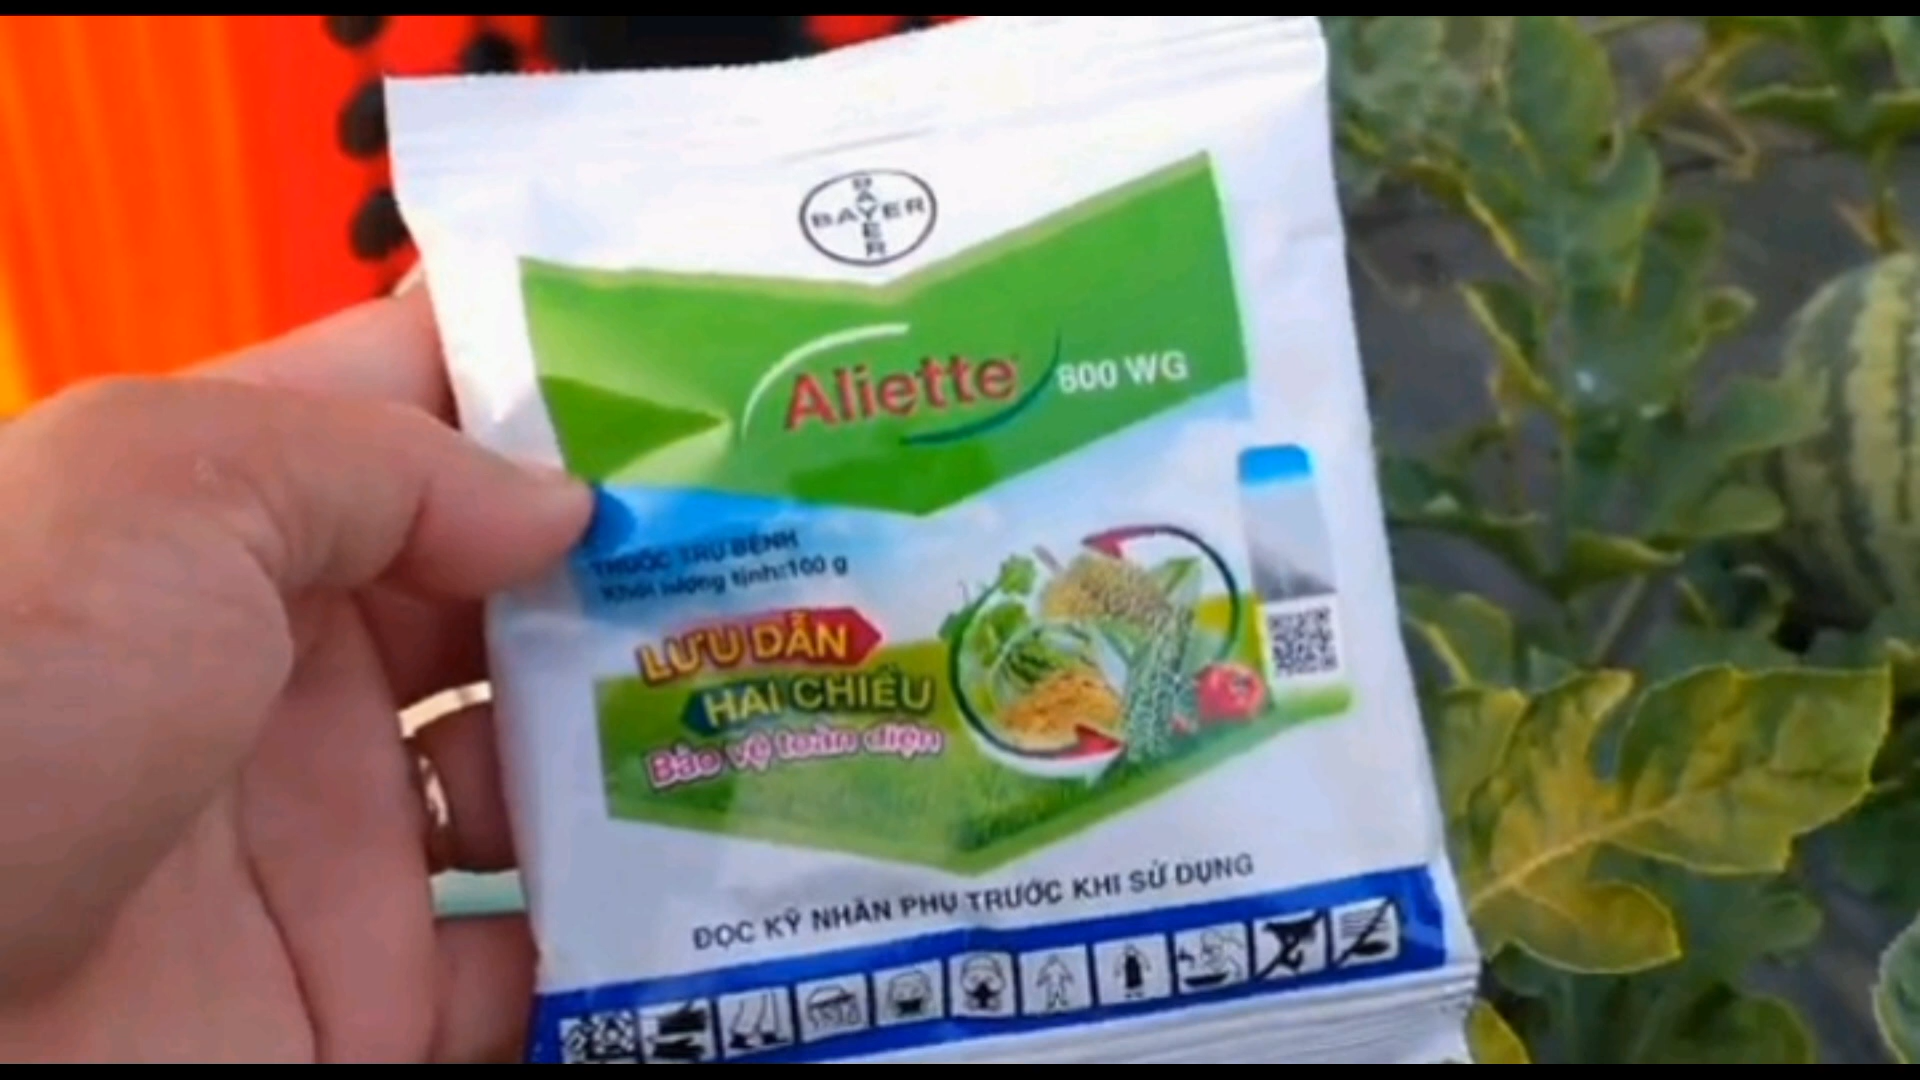 BAYER
BAYER
Aliette 800 WG
THUỐC TRỪ BỆNH
Khối lượng tịnh:100 g
LƯU DẪN
HAI CHIỀU
Bảo vệ toàn diện
ĐỌC KỸ NHÃN PHỤ TRƯỚC KHI SỬ DỤNG